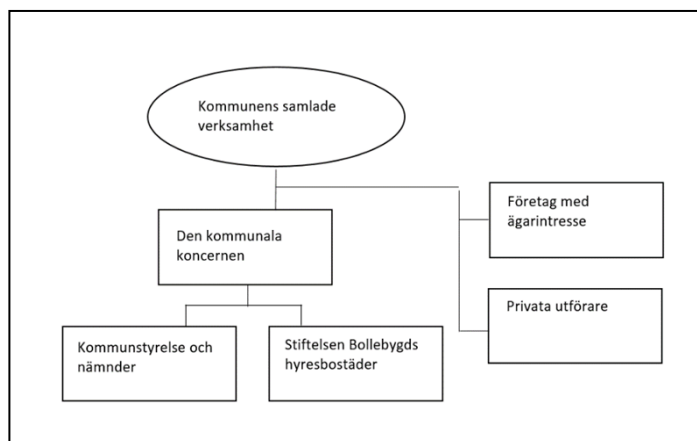 Kommunens samlade
verksamhet
Företag med
ägarintresse
Den kommunala
koncernen
Privata utförare
Kommunstyrelse och
nämnder
Stiftelsen Bollebygds
hyresbostäder